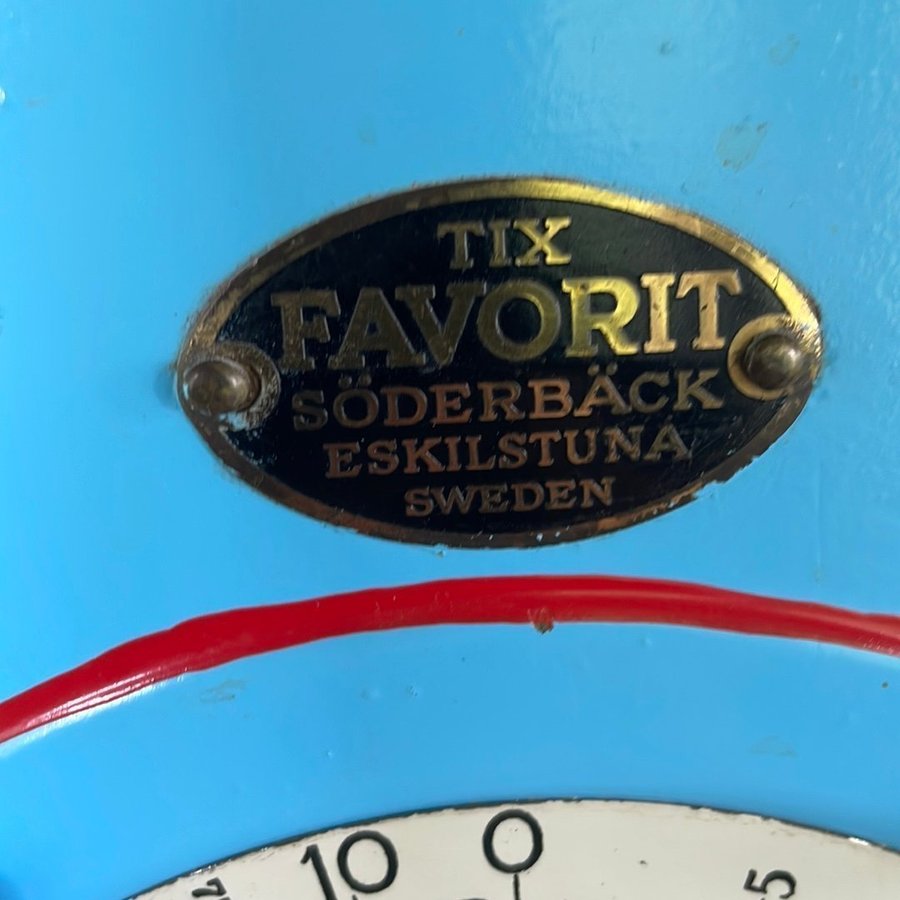 TIX
FAVORIT
SÖDERBÄCK
ESKILSTUNA
SWEDEN
10 0 5